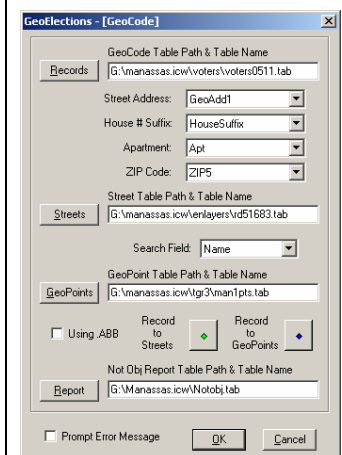 GeoElections - [GeoCode]
GeoCode Table Path & Table Name
Records G:\manassas.icw\voters\voters0511.tab
Street Address: GeoAdd1
House # Suffix: HouseSuffix
Apartment: Apt
ZIP Code: ZIP5
Street Table Path & Table Name
Streets G:\manassas.icw\enlayers\rd51683.tab
Search Field: Name
GeoPoint Table Path & Table Name
GeoPoints G:\manassas.icw\tgr3\man1pts.tab
Using .ABB Record to Streets Record to GeoPoints
Not Obj Report Table Path & Table Name
Report G:\Manassas.icw\Notobj.tab
Prompt Error Message OK Cancel